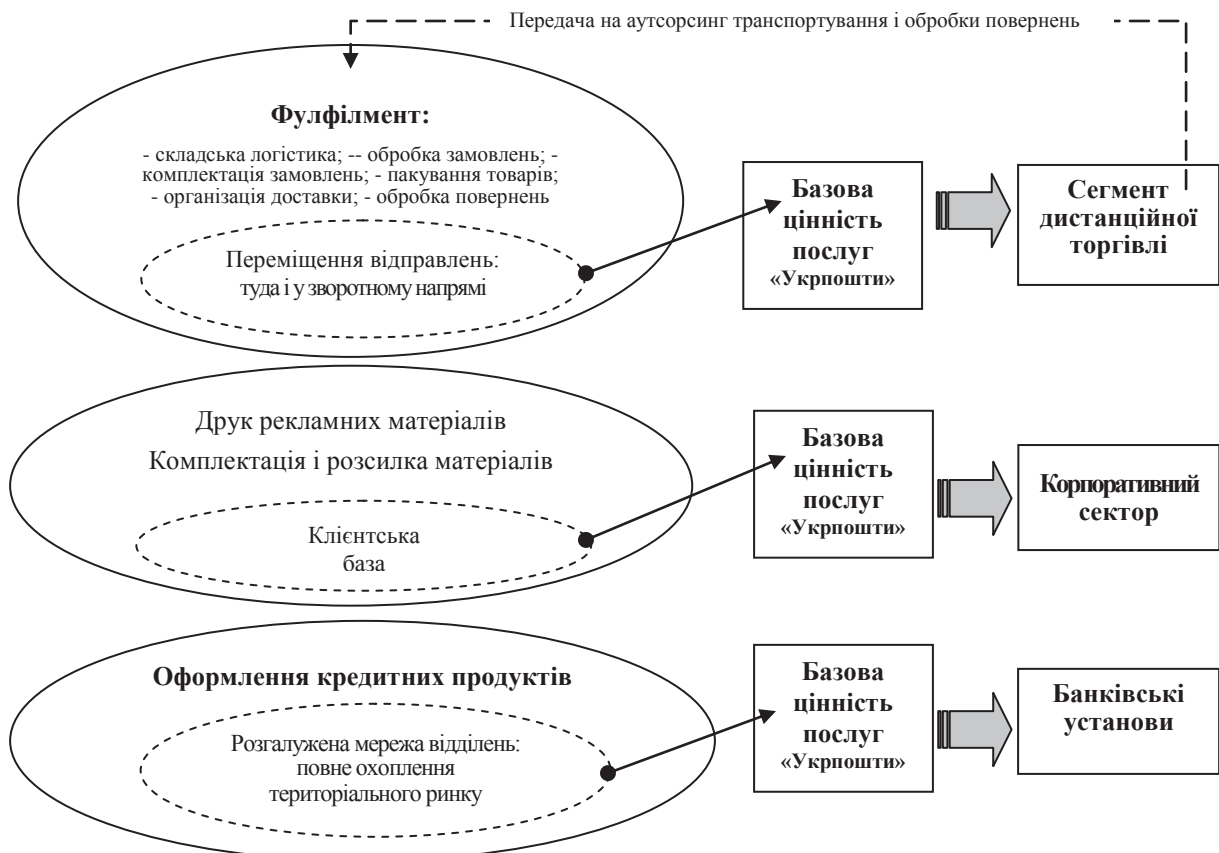 Передача на аутсорсинг транспортування і обробки повернень
Фулфілмент:
- складська логістика; -- обробка замовлень; -
комплектація замовлень; - пакування товарів;
- організація доставки; - обробка повернень
Переміщення відправлень:
туда і у зворотному напрямі
Базова
цінність
послуг
«Укрпошти»
Сегмент
дистанційної
торгівлі
Друк рекламних матеріалів
Комплектація і розсилка матеріалів
Клієнтська
база
Базова
цінність
послуг
«Укрпошти»
Корпоративний
сектор
Оформлення кредитних продуктів
Розгалужена мережа відділень:
повне охоплення
територіального ринку
Базова
цінність
послуг
«Укрпошти»
Банківські
установи